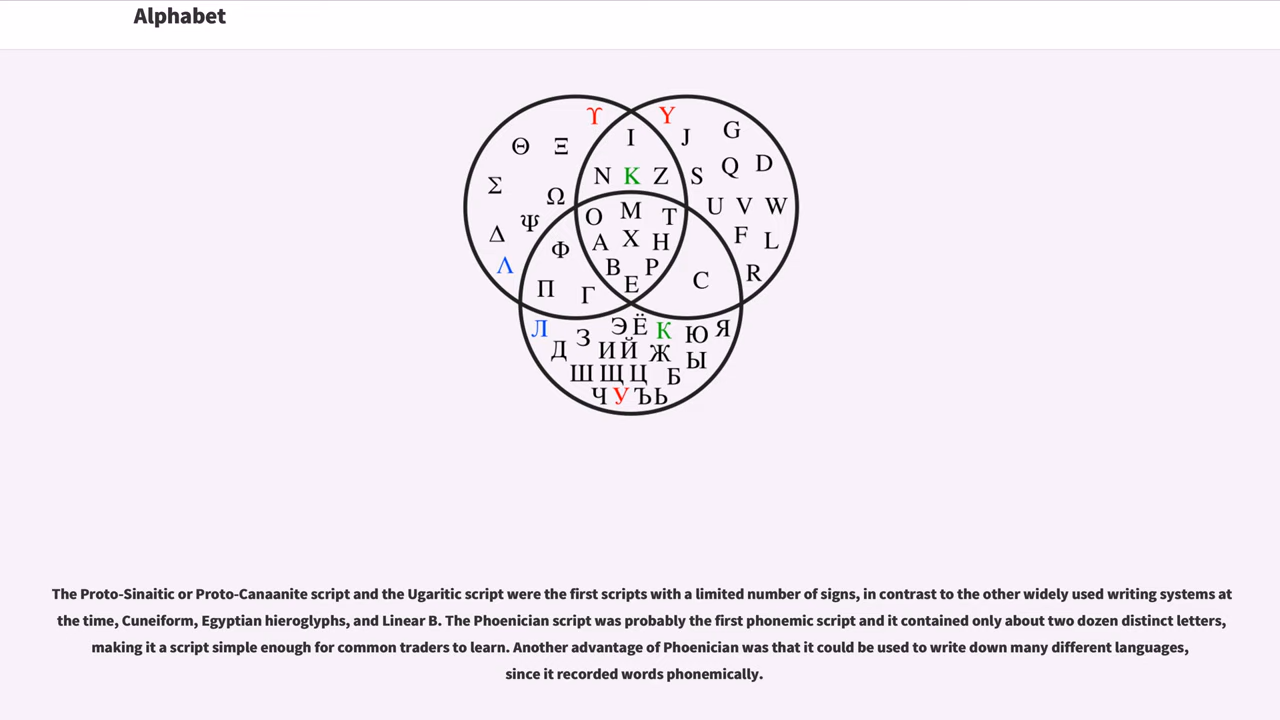 Alphabet
ϒ Y
I J G
Θ Ξ
Q D
N K Z S
Σ
Ω
U V W
O M T
Ψ
Δ
F L
A X H
Φ
Λ
B P
R
C
E
Π Γ
Л З Э Ё К Ю Я
Д И Й Ж Ы
Ш Щ Ц Б
Ч У Ъ Ь
The Proto-Sinaitic or Proto-Canaanite script and the Ugaritic script were the first scripts with a limited number of signs, in contrast to the other widely used writing systems at
the time, Cuneiform, Egyptian hieroglyphs, and Linear B. The Phoenician script was probably the first phonemic script and it contained only about two dozen distinct letters,
making it a script simple enough for common traders to learn. Another advantage of Phoenician was that it could be used to write down many different languages,
since it recorded words phonemically.